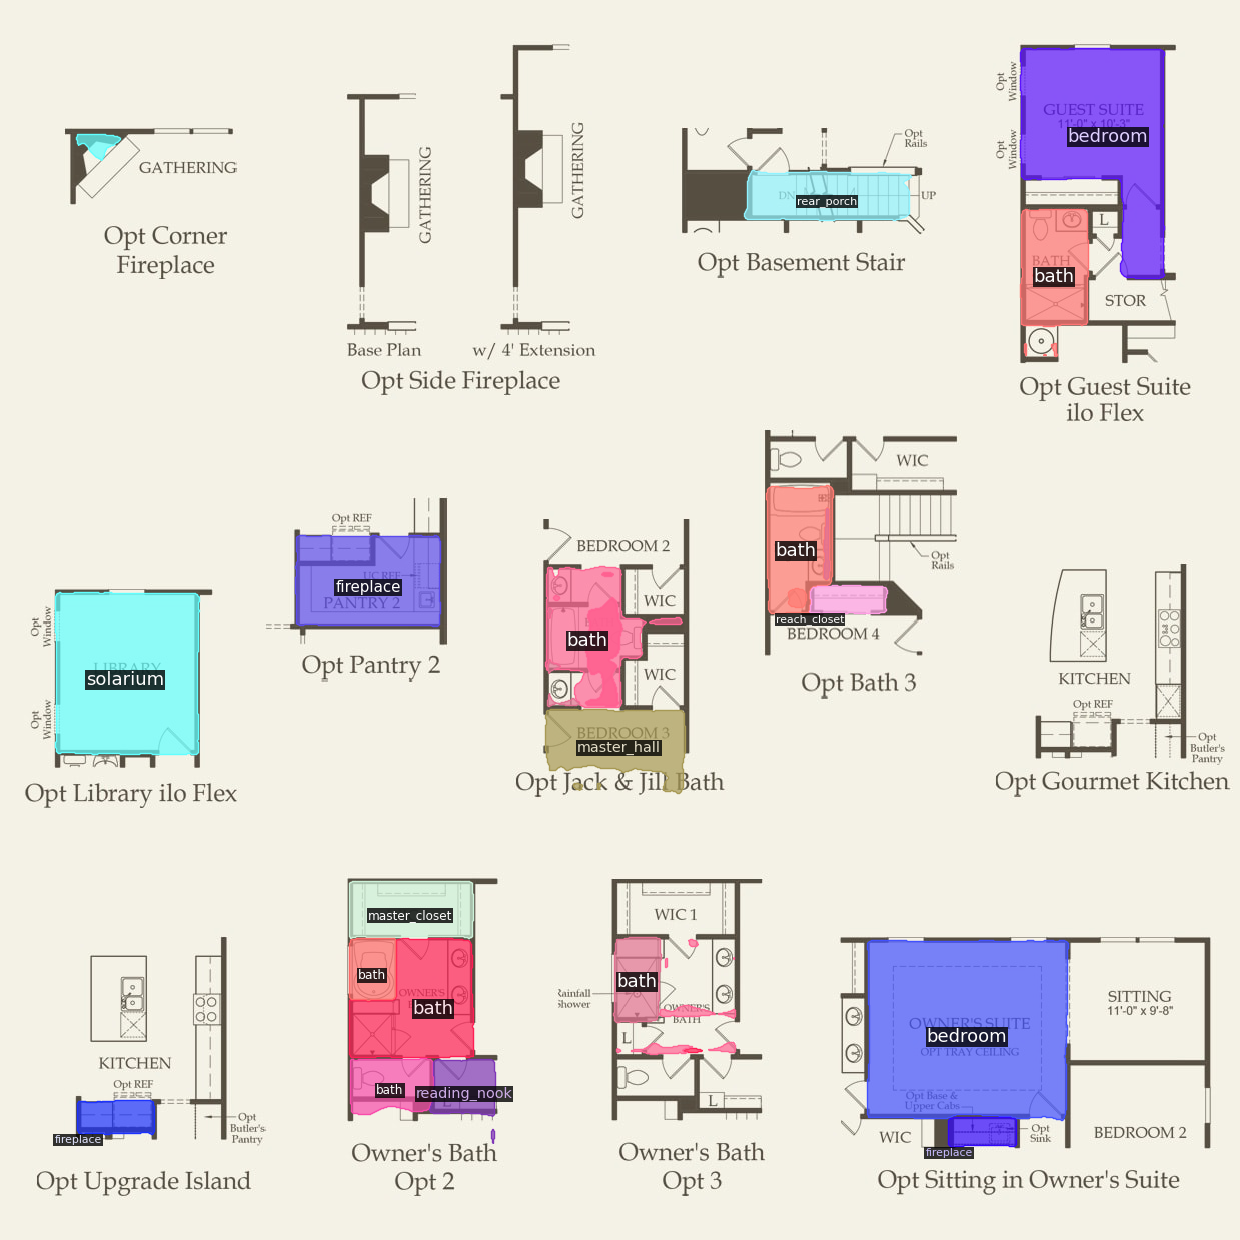 GATHERING
Opt Corner
Fireplace
GATHERING
GATHERING
Base Plan
w/ 4' Extension
Opt Side Fireplace
Opt
Rails
DN
rear_porch
UP
Opt Basement Stair
Opt
Window
GUEST SUITE
11'-0" x 10'-3"
bedroom
Opt
Window
L
BATH
bath
STOR
Opt Guest Suite
ilo Flex
Opt
Window
LIBRARY
solarium
Opt
Window
Opt Library ilo Flex
Opt REF
UC REF
fireplace
PANTRY 2
Opt Pantry 2
BEDROOM 2
WIC
bath
WIC
BEDROOM 3
master_hall
Opt Jack & Jill Bath
WIC
bath
Opt
Rails
reach_closet
BEDROOM 4
Opt Bath 3
KITCHEN
Opt REF
Opt
Butler's
Pantry
Opt Gourmet Kitchen
KITCHEN
Opt REF
fireplace
Opt
Butler's
Pantry
Opt Upgrade Island
master_closet
bath
OWNER'S
bath
bath
reading_nook
L
Owner's Bath
Opt 2
WIC 1
bath
Rainfall
Shower
OWNER'S
BATH
L
L
Owner's Bath
Opt 3
SITTING
11'-0" x 9'-8"
OWNER'S SUITE
bedroom
OPT TRAY CEILING
Opt Base &
Upper Cabs
WIC
Opt
Sink
fireplace
BEDROOM 2
Opt Sitting in Owner's Suite